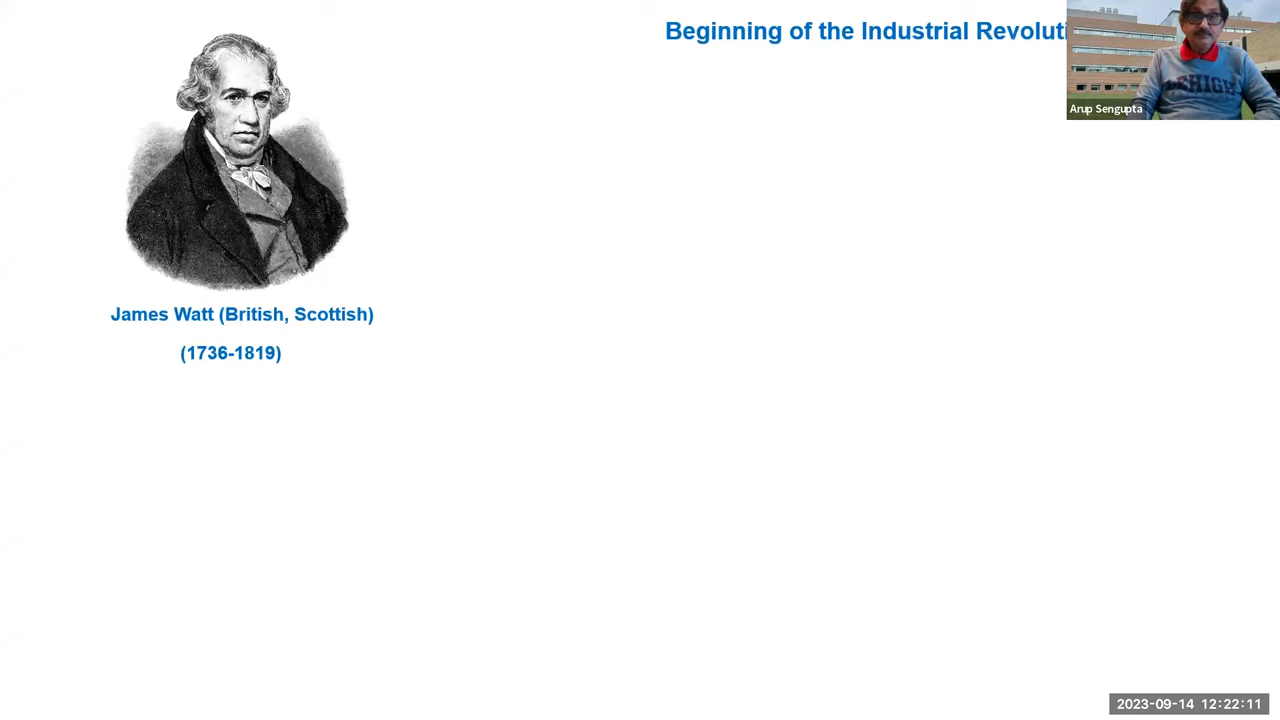 Beginning of the Industrial Revoluti
Arup Sengupta
LEHIGH
James Watt (British, Scottish)
(1736-1819)
2023-09-14 12:22:11